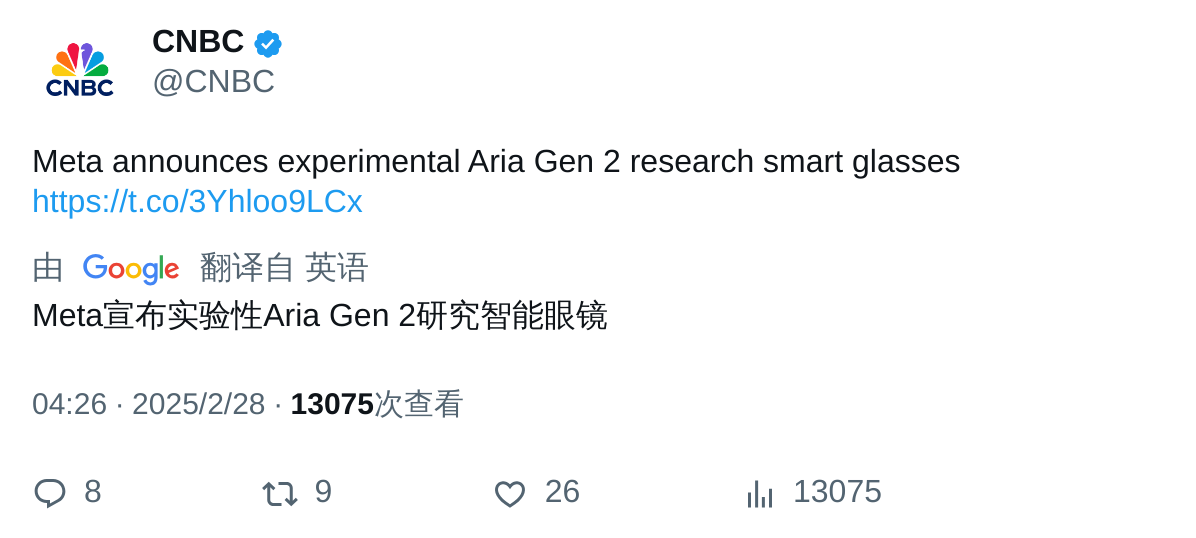 CNBC
CNBC
@CNBC
Meta announces experimental Aria Gen 2 research smart glasses
https://t.co/3Yhloo9LCx
由 Google 翻译自 英语
Meta宣布实验性Aria Gen 2研究智能眼镜
04:26 · 2025/2/28 · 13075次查看
8 9 26 13075